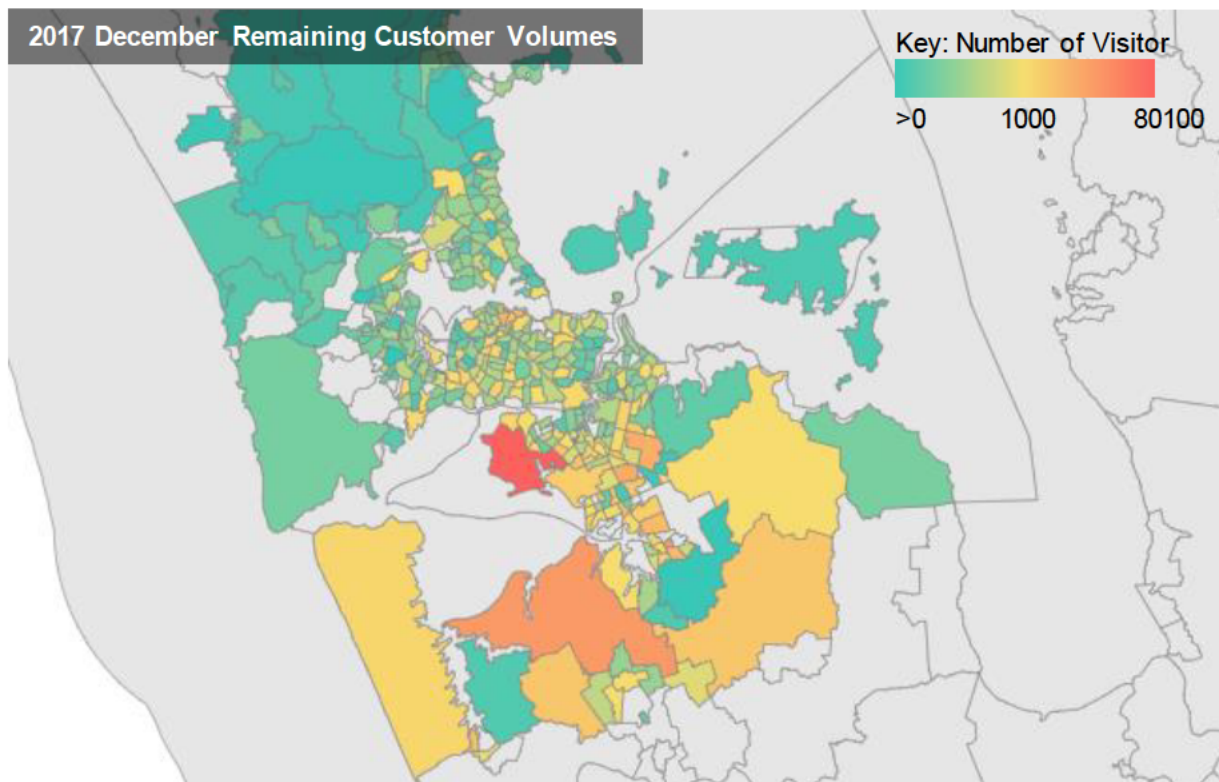 2017 December Remaining Customer Volumes
Key: Number of Visitor
>0 1000 80100